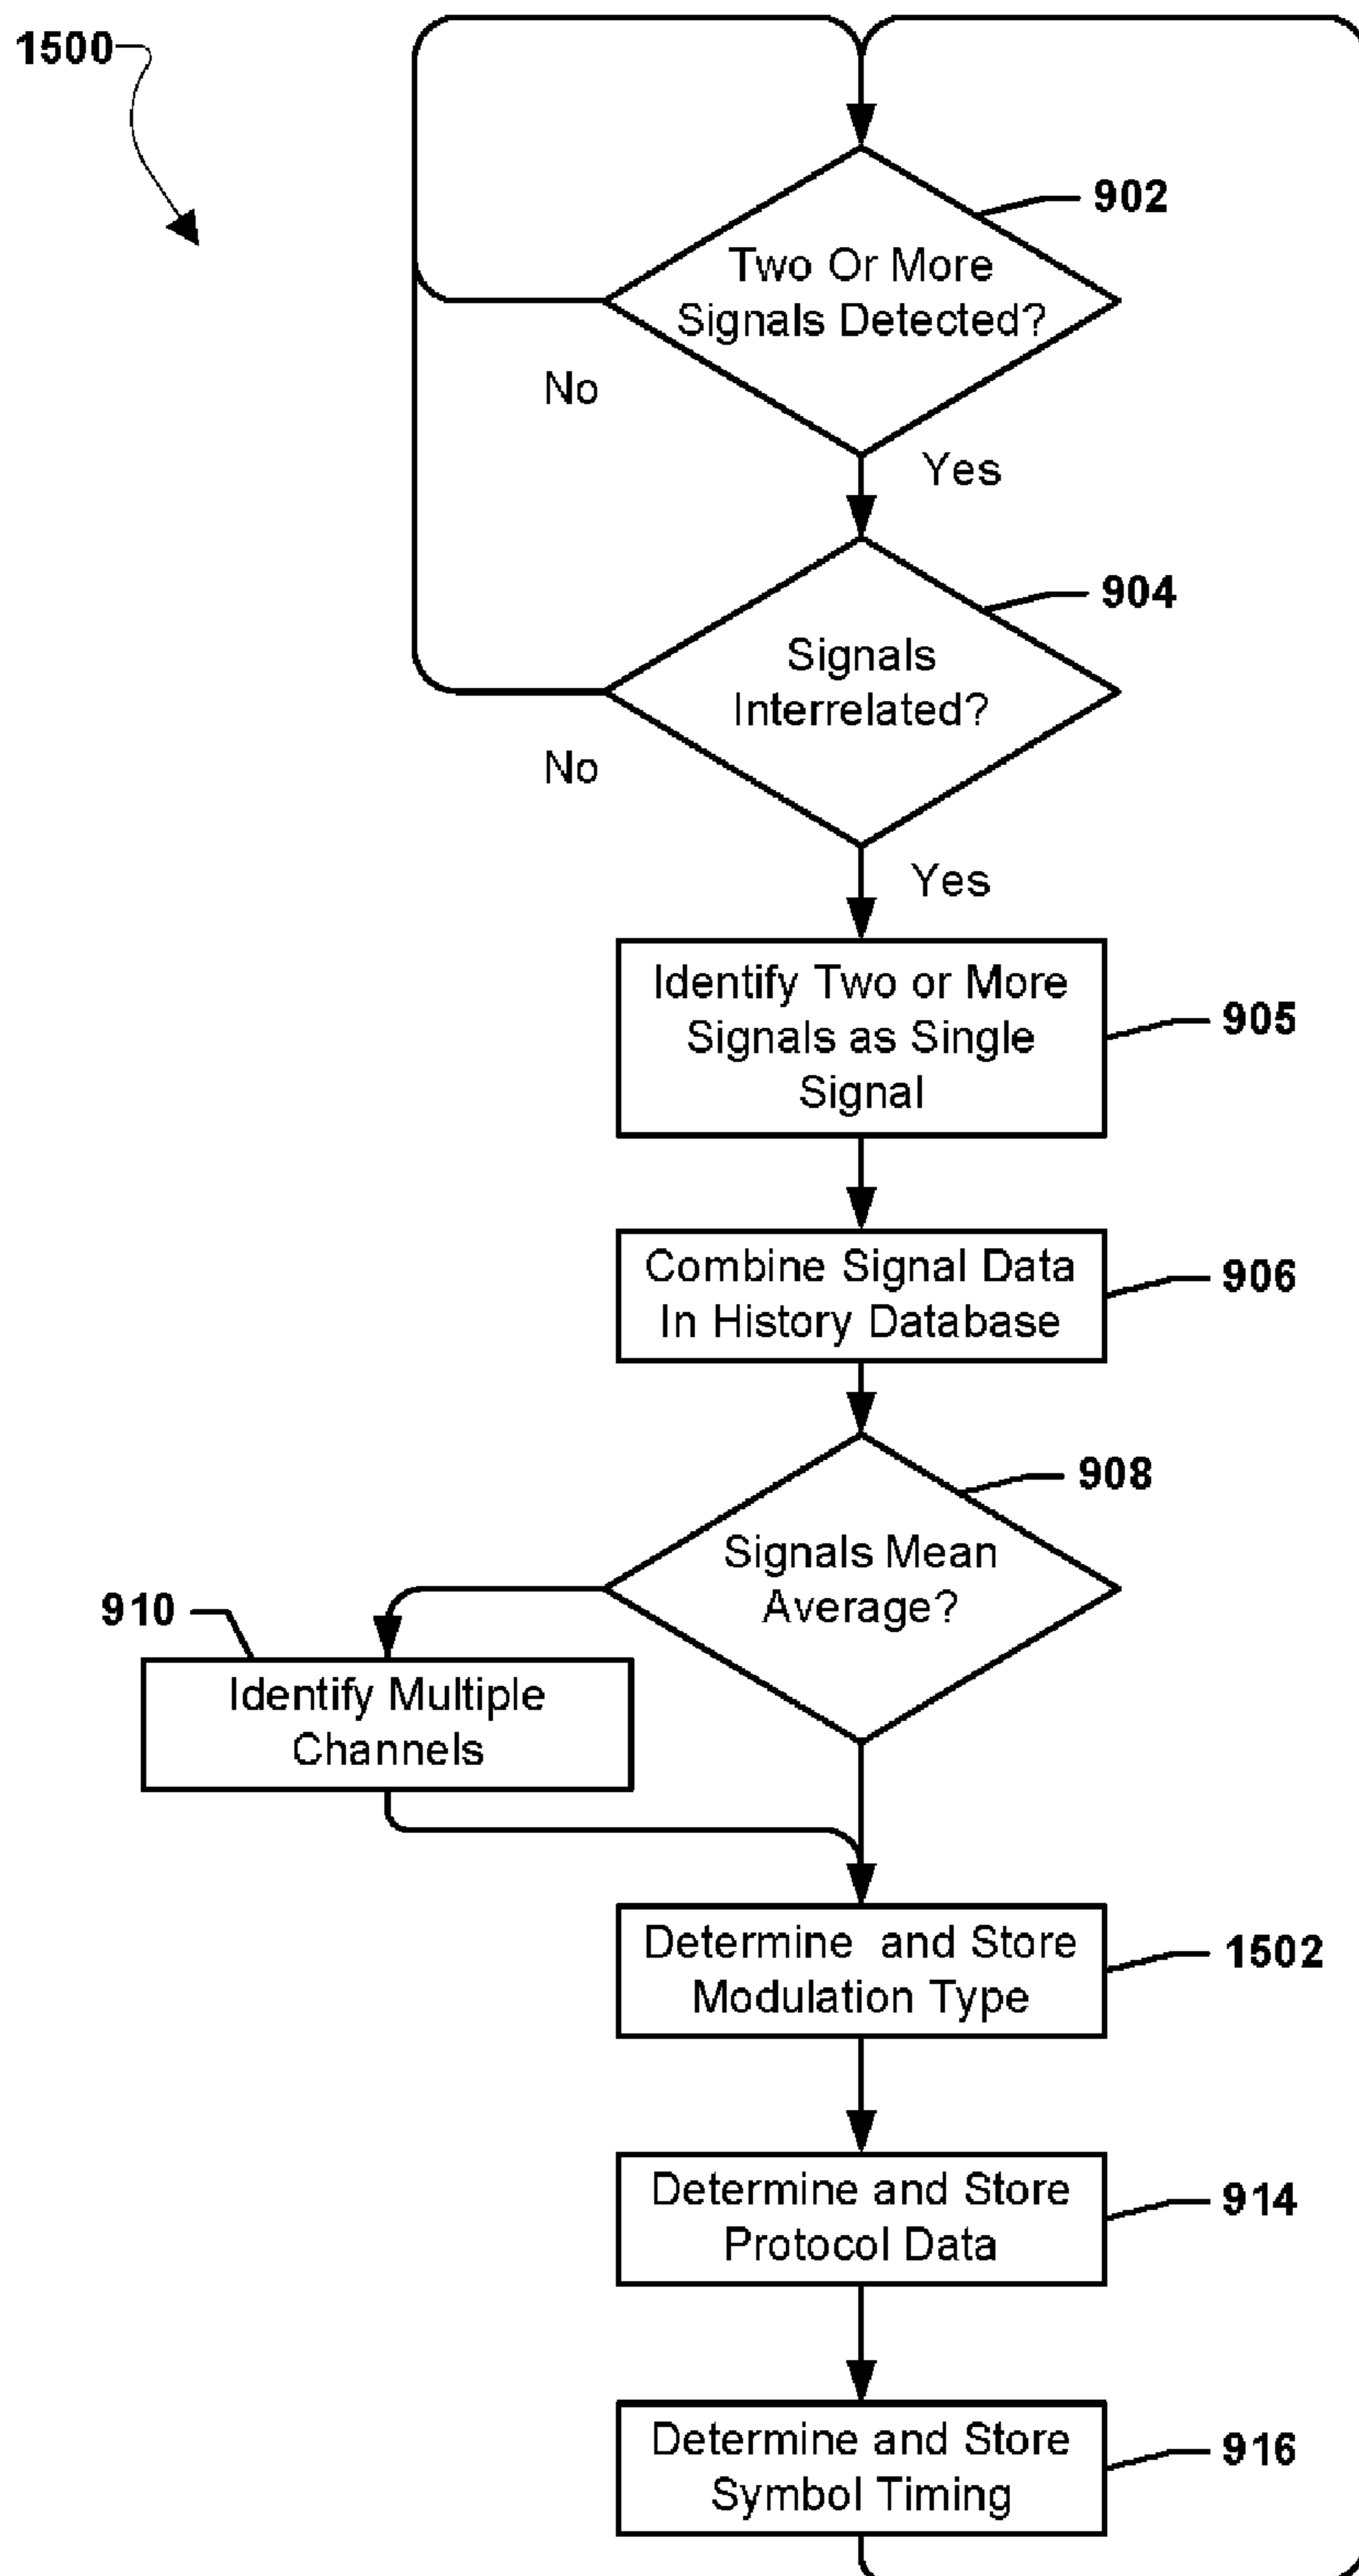 1500
902
Two Or More
Signals Detected?
No
Yes
904
Signals
Interrelated?
No
Yes
Identify Two or More
Signals as Single
Signal
905
Combine Signal Data
In History Database
906
908
Signals Mean
Average?
910
Identify Multiple
Channels
Determine and Store
Modulation Type
1502
Determine and Store
Protocol Data
914
Determine and Store
Symbol Timing
916